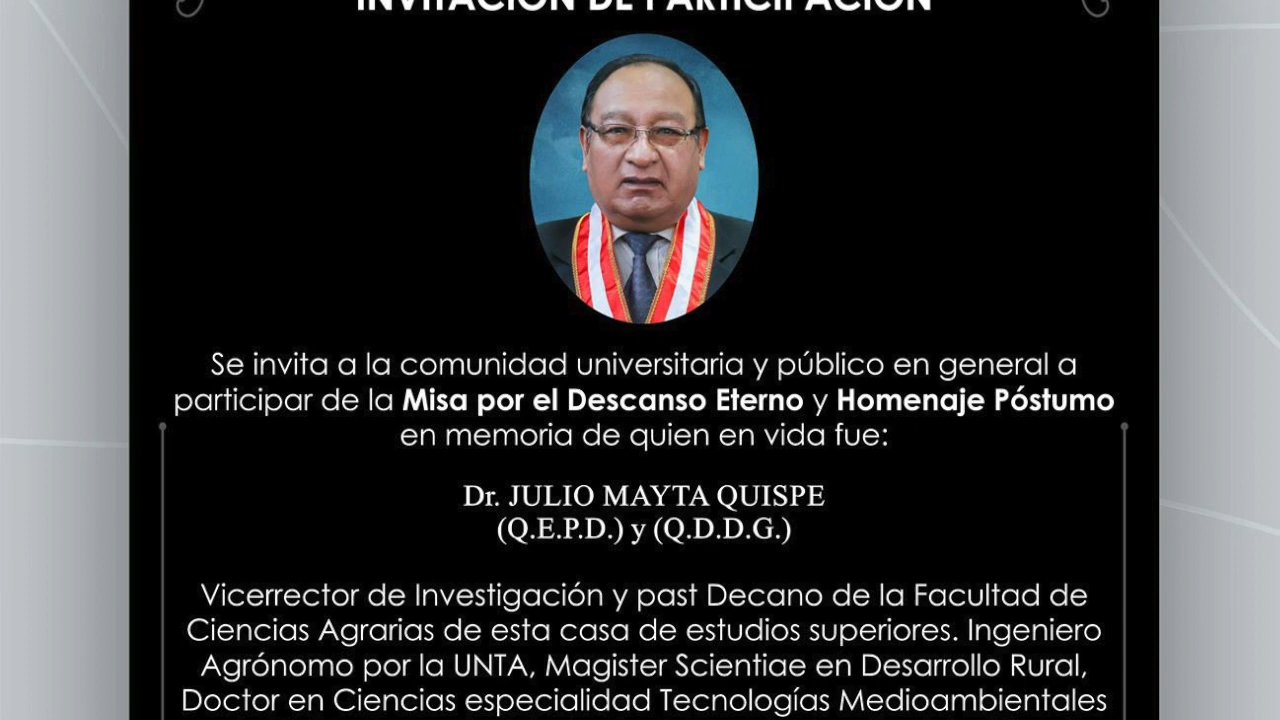 INVITACIÓN DE PARTICIPACIÓN
Se invita a la comunidad universitaria y público en general a
participar de la Misa por el Descanso Eterno y Homenaje Póstumo
en memoria de quien en vida fue:
Dr. JULIO MAYTA QUISPE
(Q.E.P.D.) y (Q.D.D.G.)
Vicerrector de Investigación y past Decano de la Facultad de
Ciencias Agrarias de esta casa de estudios superiores. Ingeniero
Agrónomo por la UNTA, Magister Scientiae en Desarrollo Rural,
Doctor en Ciencias especialidad Tecnologías Medioambientales